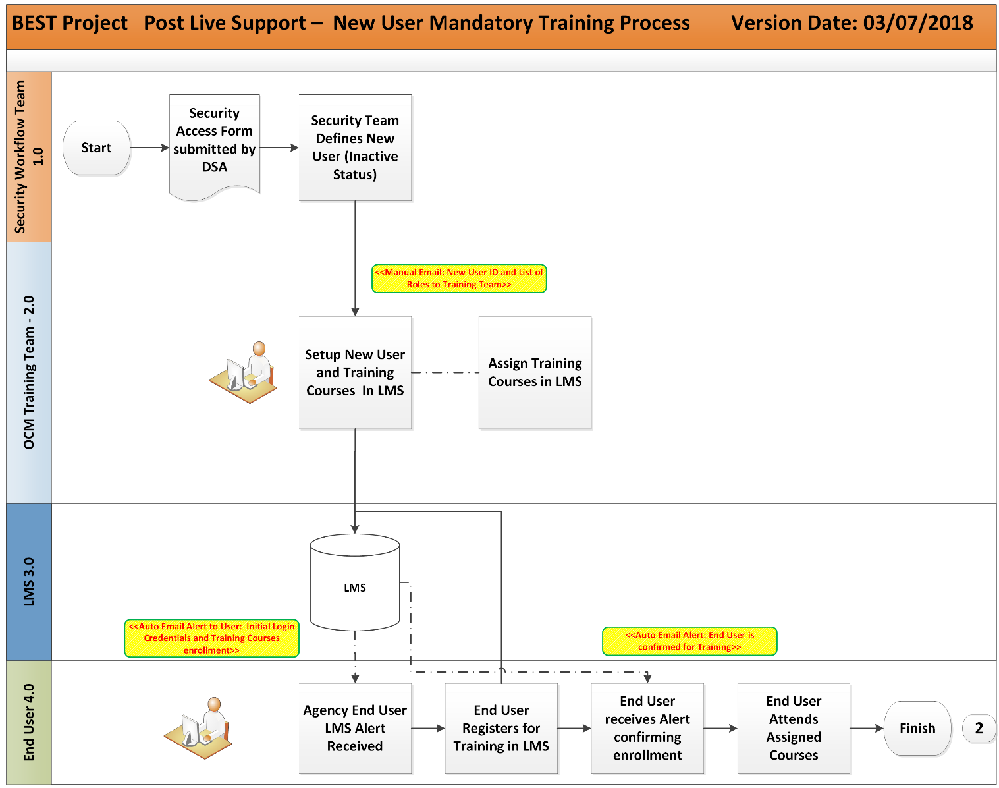 BEST Project   Post Live Support –  New User Mandatory Training Process        Version Date: 03/07/2018
Security Workflow Team
1.0
Start
Security
Access Form
submitted by
DSA
Security Team
Defines New
User (Inactive
Status)
OCM Training Team - 2.0
<<Manual Email: New User ID and List of
Roles to Training Team>>
Setup New User
and Training
Courses  In LMS
Assign Training
Courses in LMS
LMS 3.0
LMS
<<Auto Email Alert to User:  Initial Login
Credentials and Training Courses
enrollment>>
<<Auto Email Alert: End User is
confirmed for Training>>
End User 4.0
Agency End User
LMS Alert
Received
End User
Registers for
Training in LMS
End User
receives Alert
confirming
enrollment
End User
Attends
Assigned
Courses
Finish
2